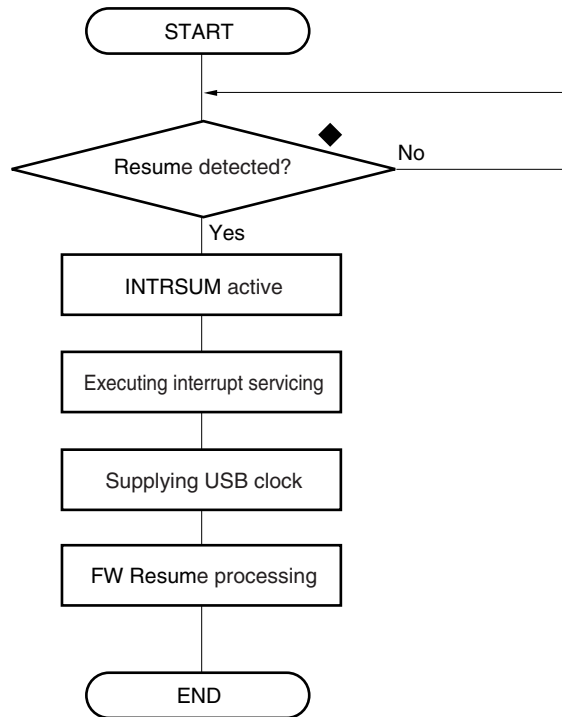 START
Resume detected?
No
Yes
INTRSUM active
Executing interrupt servicing
Supplying USB clock
FW Resume processing
END